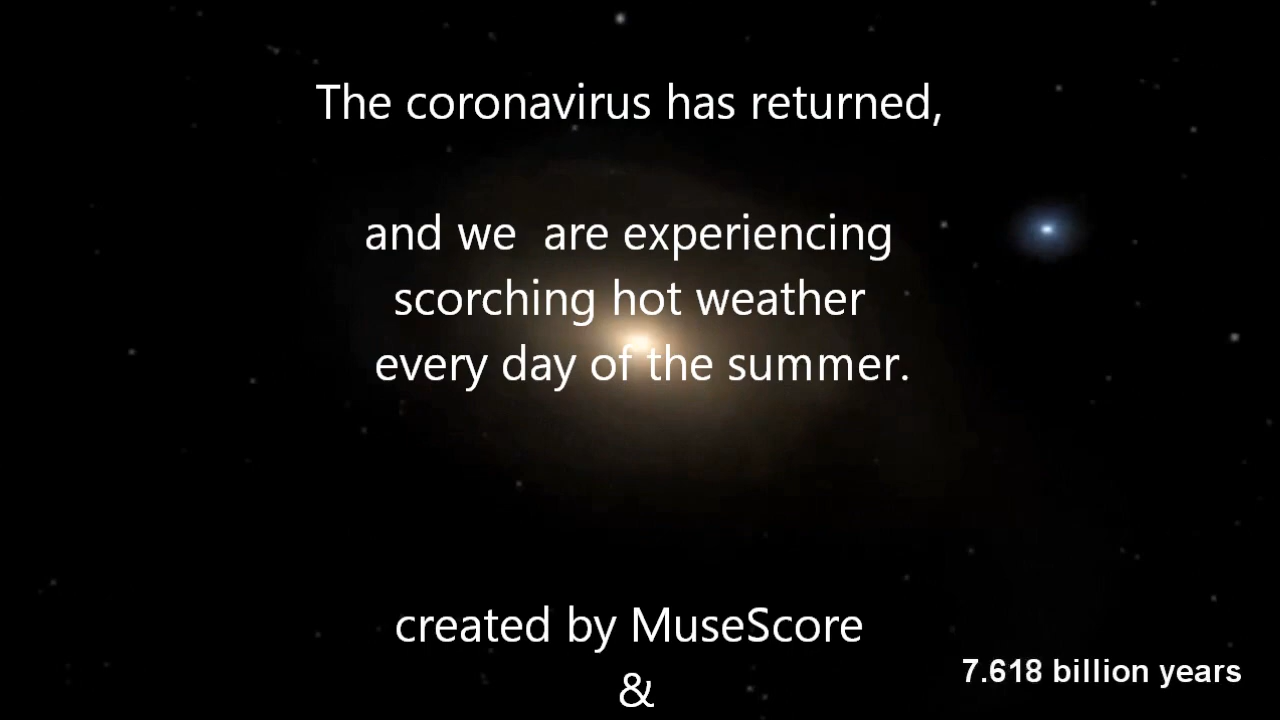 The coronavirus has returned,
and we  are experiencing
scorching hot weather
every day of the summer.
created by MuseScore
&
7.618 billion years